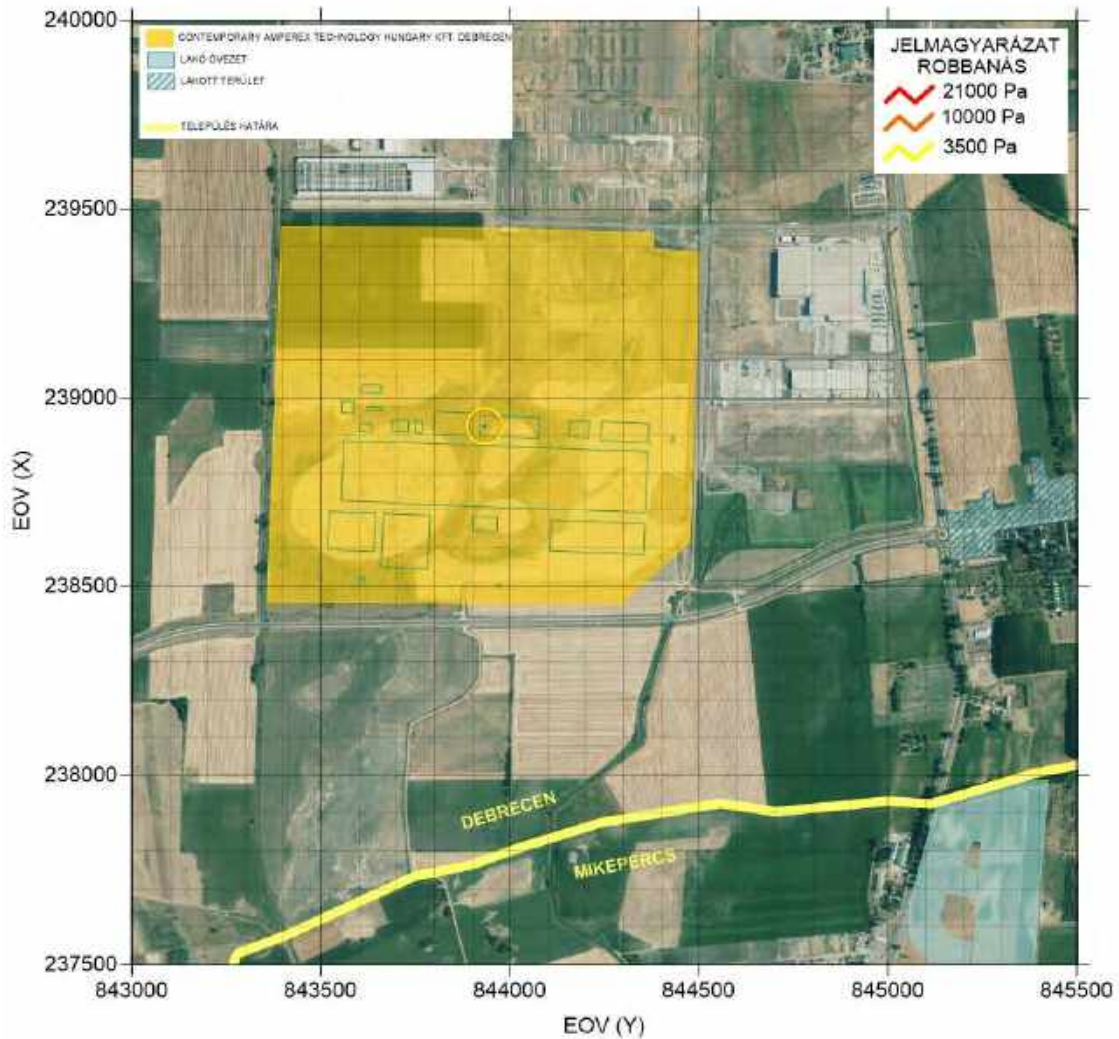 CONTEMPORARY AMPEREX TECHNOLOGY HUNGARY KFT. DEBRECEN
LAKÓ ÖVEZET
LAKOTT TERÜLET
TELEPÜLÉS HATÁRA
JELMAGYARÁZAT
ROBBANÁS
21000 Pa
10000 Pa
3500 Pa
240000
239500
239000
238500
238000
237500
EOV (X)
DEBRECEN
MIKEPÉRCS
843000 843500 844000 844500 845000 845500
EOV (Y)